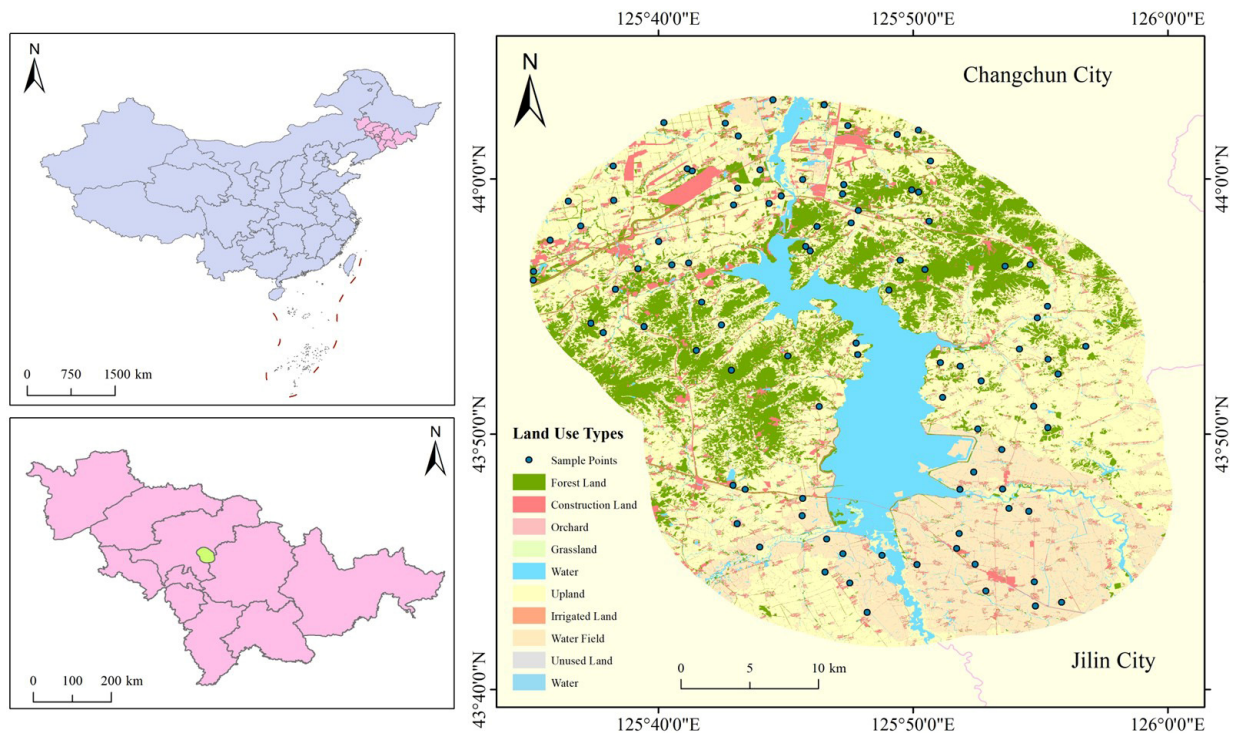 N
0 750 1500 km
N
0 100 200 km
125°40'0"E 125°50'0"E 126°0'0"E
N
Changchun City
44°0'0"N 44°0'0"N
43°50'0"N 43°50'0"N
43°40'0"N 43°40'0"N
Land Use Types
Sample Points
Forest Land
Construction Land
Orchard
Grassland
Water
Upland
Irrigated Land
Water Field
Unused Land
Water
0 5 10 km
Jilin City
125°40'0"E 125°50'0"E 126°0'0"E